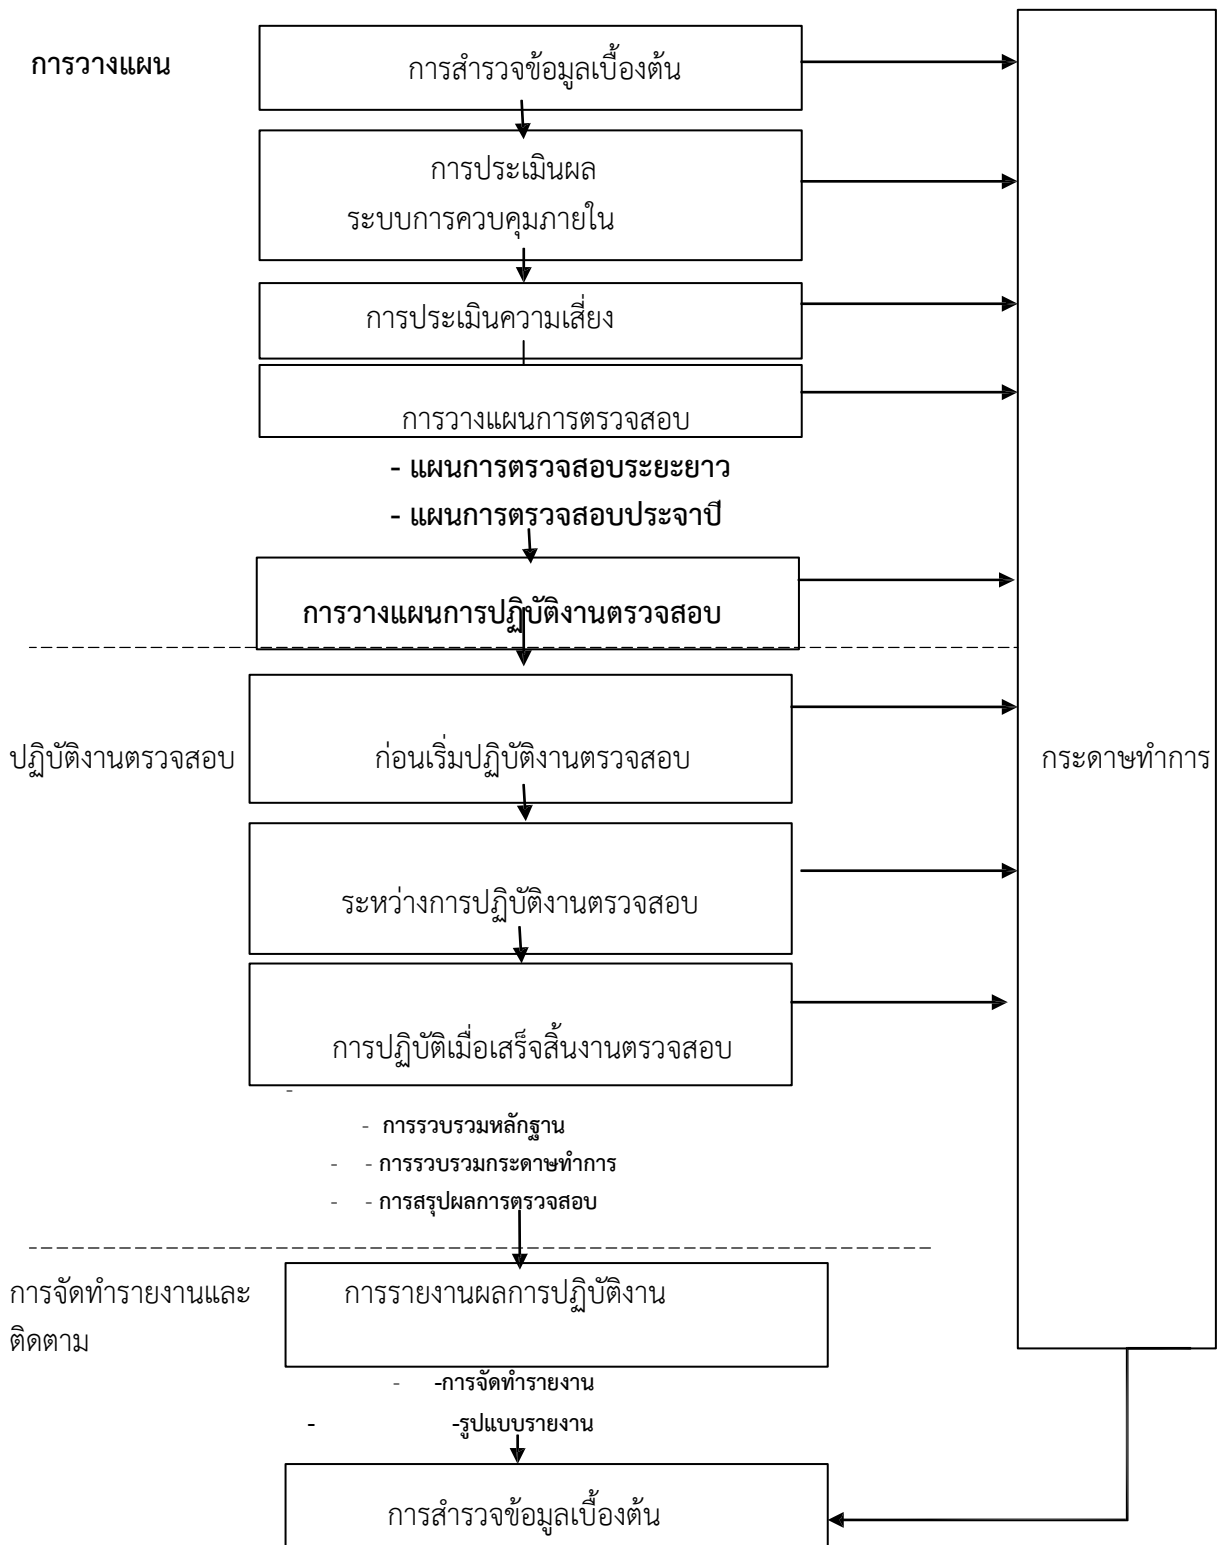 การวางแผน
การสำรวจข้อมูลเบื้องต้น
การประเมินผล
ระบบการควบคุมภายใน
การประเมินความเสี่ยง
การวางแผนการตรวจสอบ
- แผนการตรวจสอบระยะยาว
- แผนการตรวจสอบประจาปี
การวางแผนการปฏิบัติงานตรวจสอบ
ปฏิบัติงานตรวจสอบ
ก่อนเริ่มปฏิบัติงานตรวจสอบ
กระดาษทำการ
ระหว่างการปฏิบัติงานตรวจสอบ
การปฏิบัติเมื่อเสร็จสิ้นงานตรวจสอบ
-
- การรวบรวมหลักฐาน
- - การรวบรวมกระดาษทำการ
- - การสรุปผลการตรวจสอบ
การจัดทำรายงานและ
ติดตาม
การรายงานผลการปฏิบัติงาน
- -การจัดทำรายงาน
- -รูปแบบรายงาน
การสำรวจข้อมูลเบื้องต้น